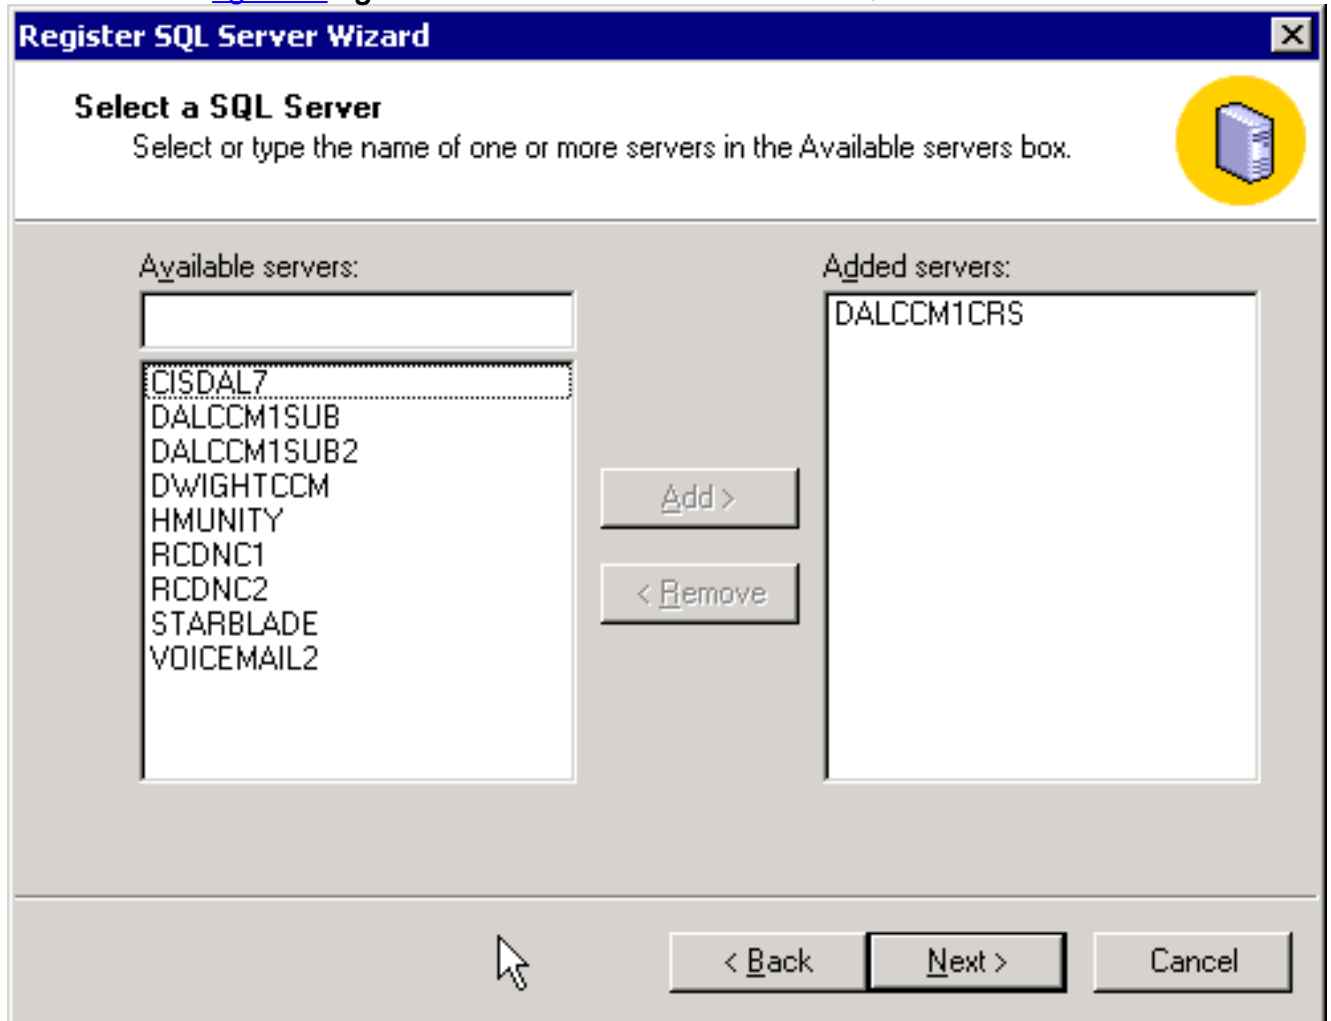 Register SQL Server Wizard
Select a SQL Server
Select or type the name of one or more servers in the Available servers box.
Available servers:
CISDAL7
DALCCM1SUB
DALCCM1SUB2
DWIGHTCCM
HMUNITY
RCDNC1
RCDNC2
STARBLADE
VOICEMAIL2
Add >
< Remove
Added servers:
DALCCM1CRS
< Back
Next >
Cancel